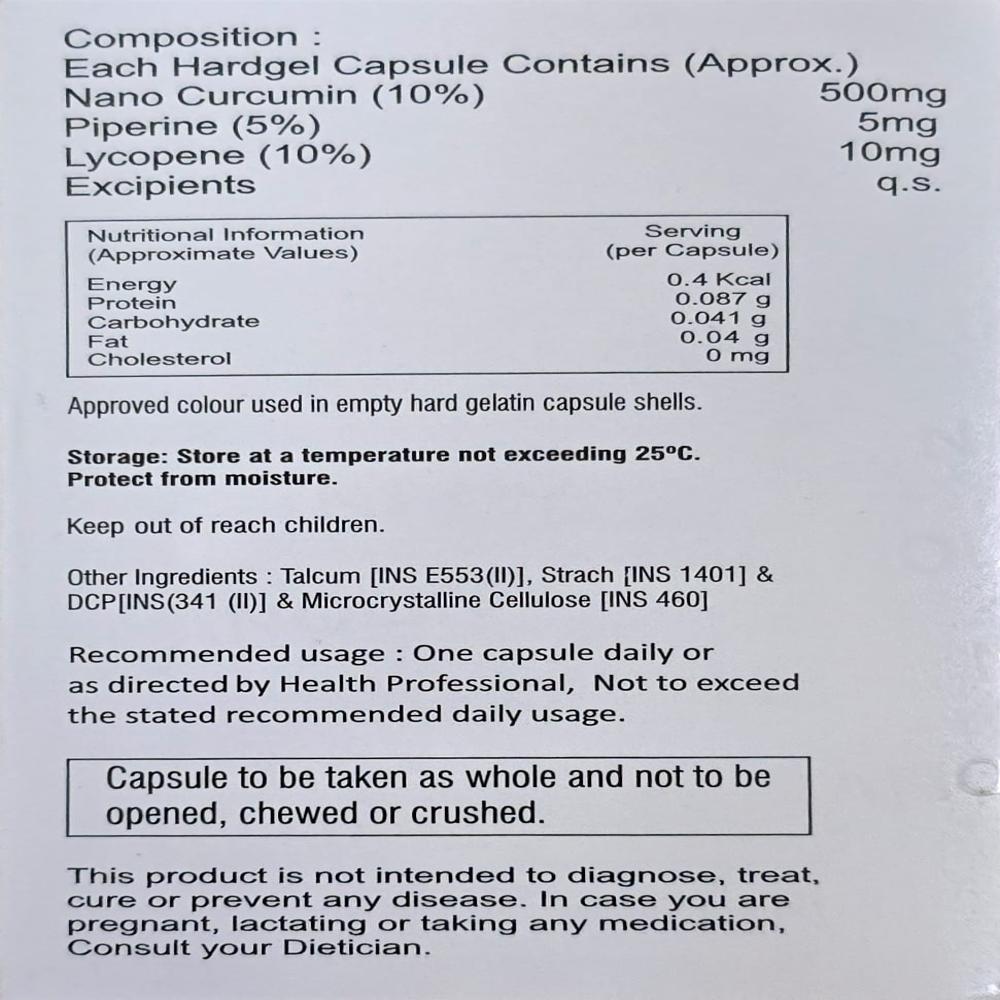 Composition :
Each Hardgel Capsule Contains (Approx.)
Nano Curcumin (10%) 500mg
Piperine (5%) 5mg
Lycopene (10%) 10mg
Excipients q.s.
Nutritional Information Serving
(Approximate Values) (per Capsule)
Energy 0.4 Kcal
Protein 0.087 g
Carbohydrate 0.041 g
Fat 0.04 g
Cholesterol 0 mg
Approved colour used in empty hard gelatin capsule shells.
Storage: Store at a temperature not exceeding 25ºC.
Protect from moisture.
Keep out of reach children.
Other Ingredients : Talcum [INS E553(II)], Strach [INS 1401] &
DCP[INS(341 (II)] & Microcrystalline Cellulose [INS 460]
Recommended usage : One capsule daily or
as directed by Health Professional, Not to exceed
the stated recommended daily usage.
Capsule to be taken as whole and not to be
opened, chewed or crushed.
This product is not intended to diagnose, treat,
cure or prevent any disease. In case you are
pregnant, lactating or taking any medication,
Consult your Dietician.